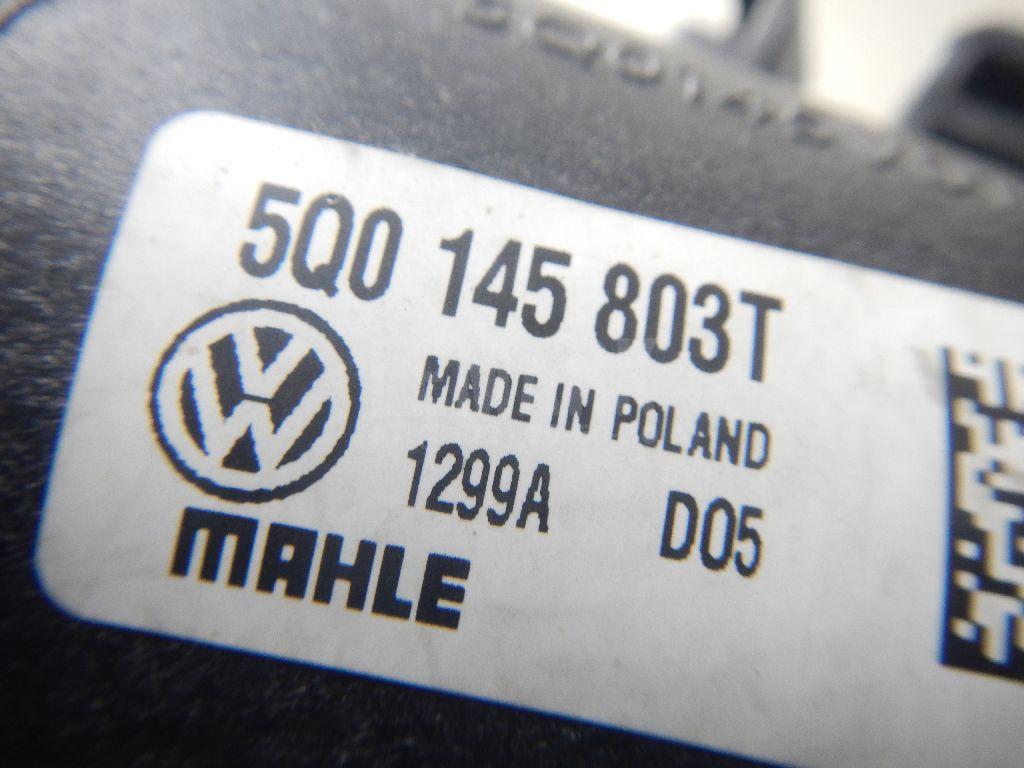 5Q0 145 803T
MADE IN POLAND
1299A D05
MAHLE